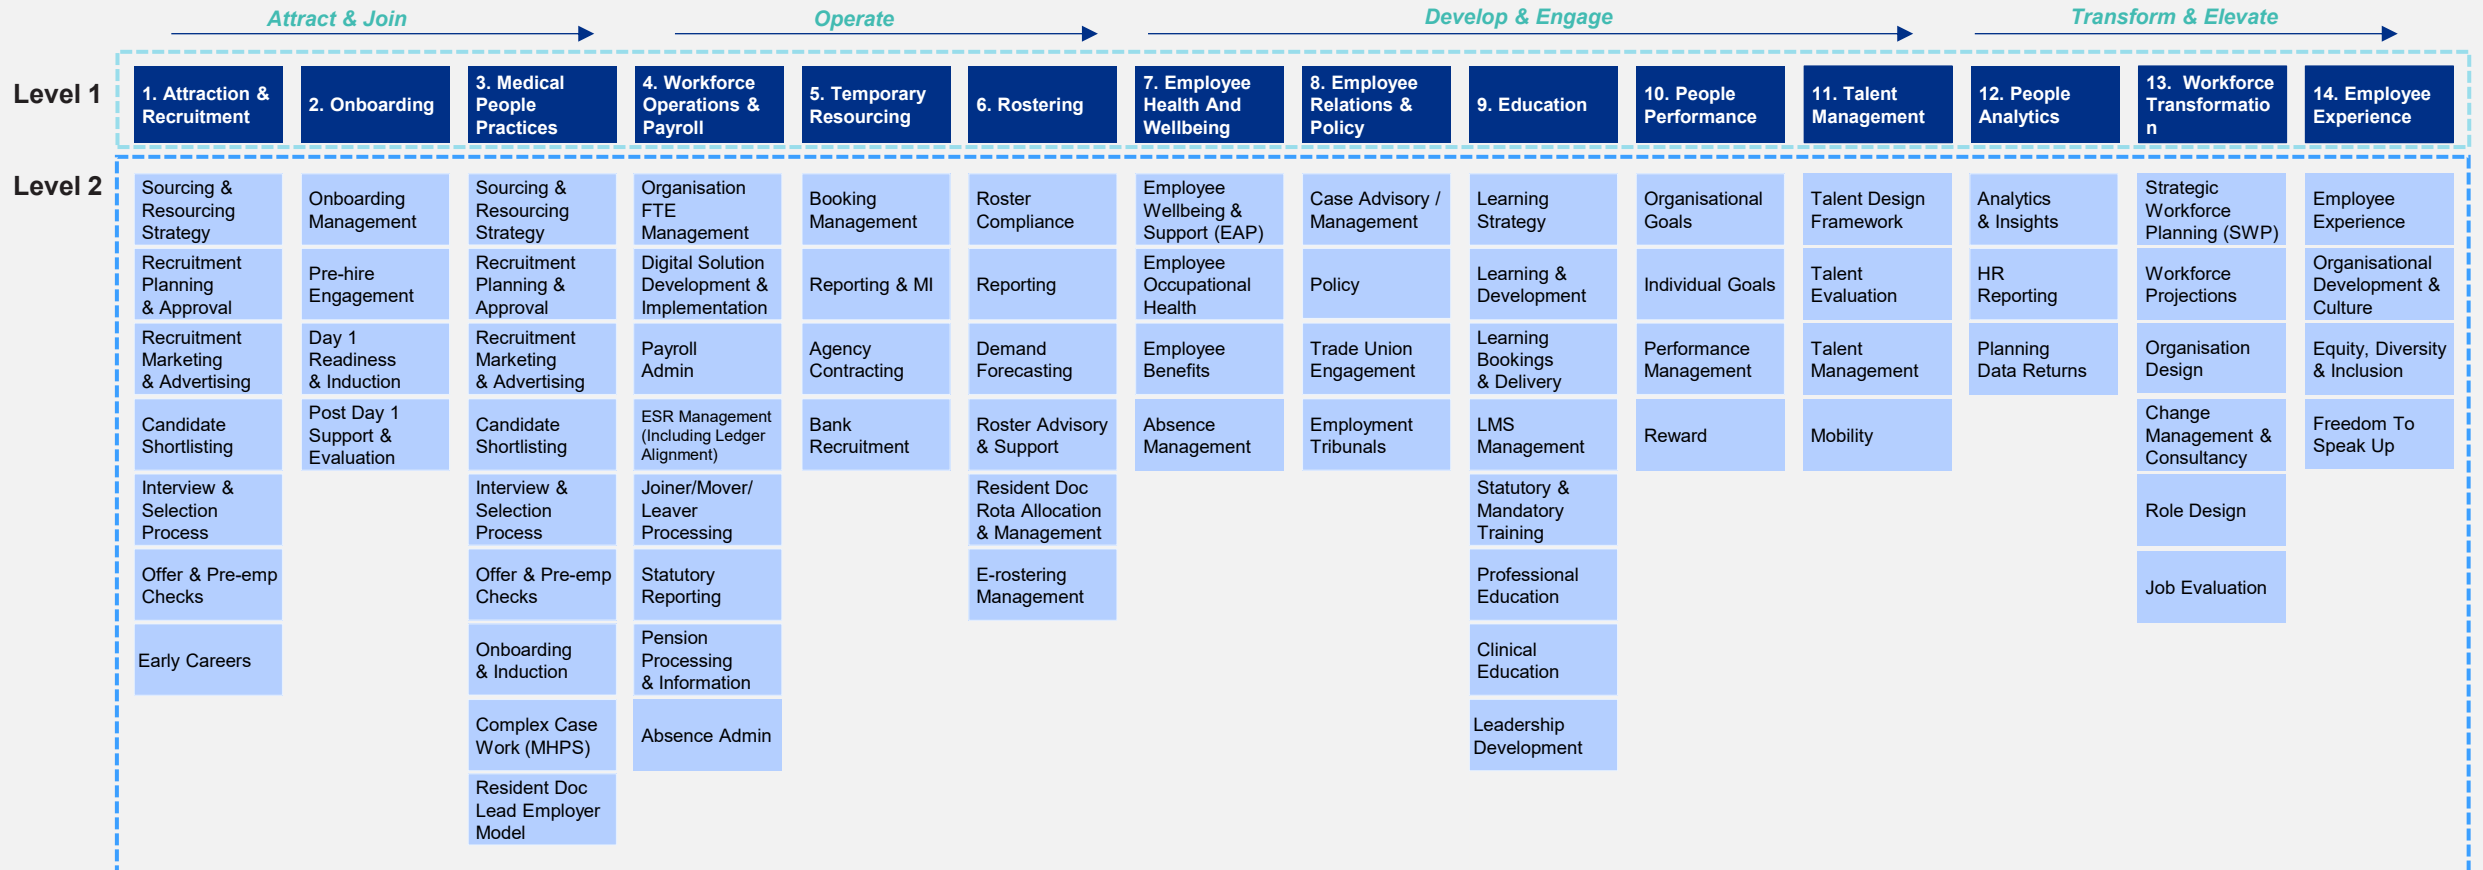 Attract & Join
Operate
Develop & Engage
Transform & Elevate
Level 1
1. Attraction &
Recruitment
2. Onboarding
3. Medical
People
Practices
4. Workforce
Operations &
Payroll
5. Temporary
Resourcing
6. Rostering
7. Employee
Health And
Wellbeing
8. Employee
Relations &
Policy
9. Education
10. People
Performance
11. Talent
Management
12. People
Analytics
13. Workforce
Transformatio
n
14. Employee
Experience
Level 2
Sourcing &
Resourcing
Strategy
Recruitment
Planning
& Approval
Recruitment
Marketing
& Advertising
Candidate
Shortlisting
Interview &
Selection
Process
Offer & Pre-emp
Checks
Early Careers
Onboarding
Management
Pre-hire
Engagement
Day 1
Readiness
& Induction
Post Day 1
Support &
Evaluation
Sourcing &
Resourcing
Strategy
Recruitment
Planning &
Approval
Recruitment
Marketing
& Advertising
Candidate
Shortlisting
Interview &
Selection
Process
Offer & Pre-emp
Checks
Onboarding
& Induction
Complex Case
Work (MHPS)
Resident Doc
Lead Employer
Model
Organisation
FTE
Management
Digital Solution
Development &
Implementation
Payroll
Admin
ESR Management
(Including Ledger
Alignment)
Joiner/Mover/
Leaver
Processing
Statutory
Reporting
Pension
Processing
& Information
Absence Admin
Booking
Management
Reporting & MI
Agency
Contracting
Bank
Recruitment
Roster
Compliance
Reporting
Demand
Forecasting
Roster Advisory
& Support
Resident Doc
Rota Allocation
& Management
E-rostering
Management
Employee
Wellbeing &
Support (EAP)
Employee
Occupational
Health
Employee
Benefits
Absence
Management
Case Advisory /
Management
Policy
Trade Union
Engagement
Employment
Tribunals
Learning
Strategy
Learning &
Development
Learning
Bookings
& Delivery
LMS
Management
Statutory &
Mandatory
Training
Professional
Education
Clinical
Education
Leadership
Development
Organisational
Goals
Individual Goals
Performance
Management
Reward
Talent Design
Framework
Talent
Evaluation
Talent
Management
Mobility
Analytics
& Insights
HR
Reporting
Planning
Data Returns
Strategic
Workforce
Planning (SWP)
Workforce
Projections
Organisation
Design
Change
Management &
Consultancy
Role Design
Job Evaluation
Employee
Experience
Organisational
Development &
Culture
Equity, Diversity
& Inclusion
Freedom To
Speak Up